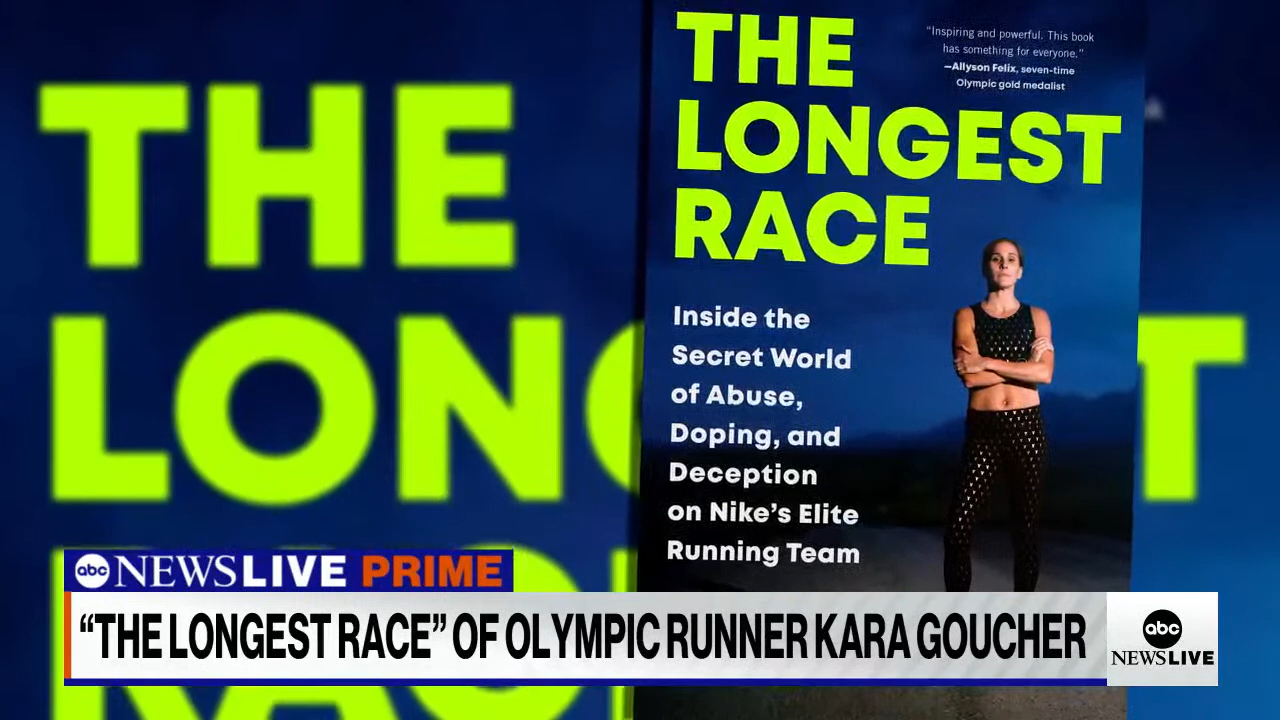 THE
LONGEST
RACE
"Inspiring and powerful. This book
has something for everyone."
—Allyson Felix, seven-time
Olympic gold medalist
Inside the
Secret World
of Abuse,
Doping, and
Deception
on Nike's Elite
Running Team
THE
LONG T
RAC
abc NEWS LIVE PRIME
“THE LONGEST RACE” OF OLYMPIC RUNNER KARA GOUCHER
abc
NEWS LIVE